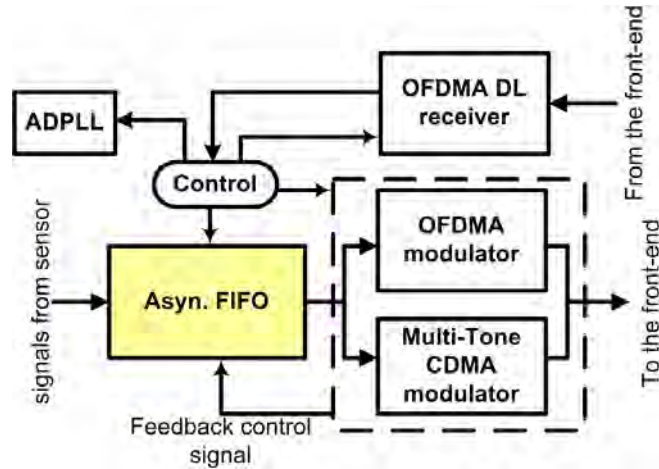 ADPLL
OFDMA DL
receiver
From the front-end
Control
signals from sensor
Asyn. FIFO
OFDMA
modulator
Multi-Tone
CDMA
modulator
To the front-end
Feedback control
signal